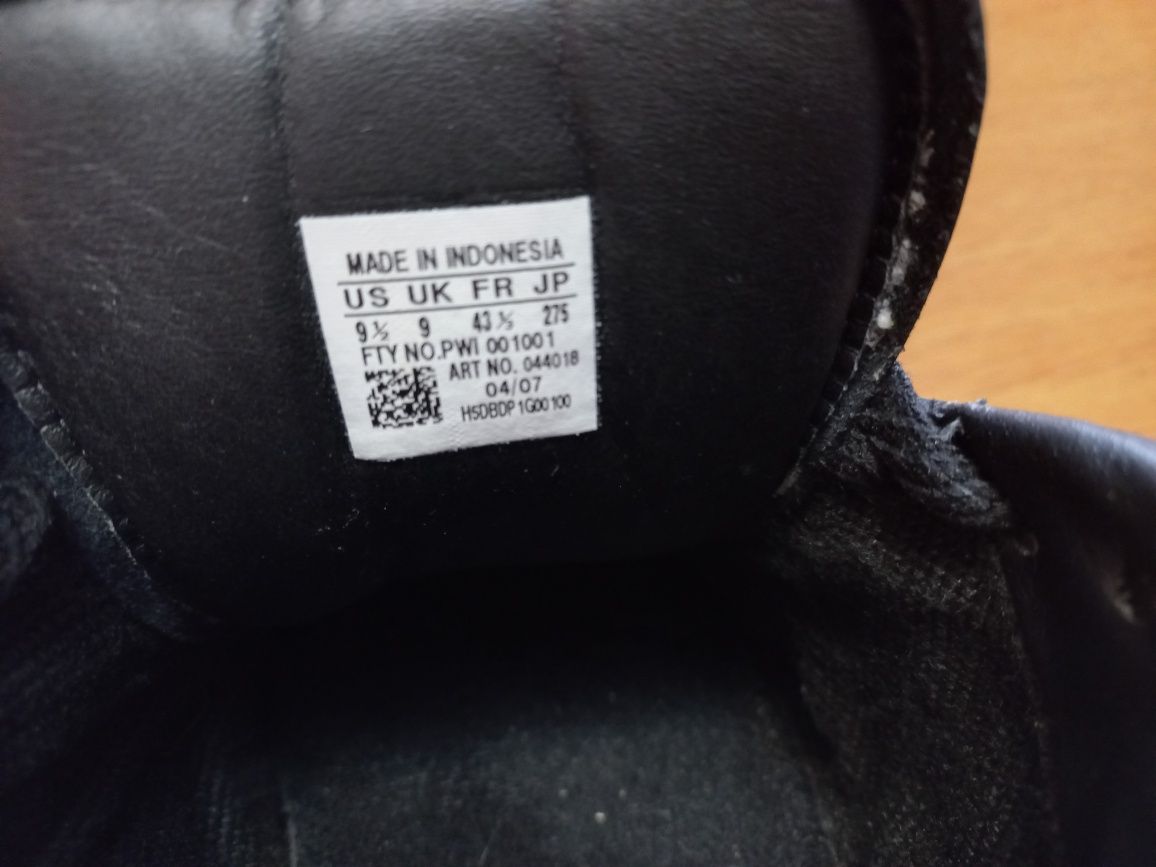 MADE IN INDONESIA
US UK FR JP
9½ 9 43⅓ 275
FTY NO.PWI 001001
ART NO. 044018
04/07
H5DBDP1G00100